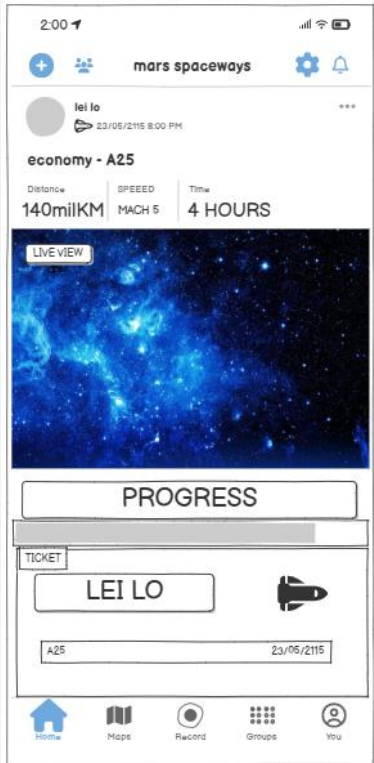 2:00
mars spaceways
lei lo
23/05/2115 8:00 PM
economy - A25
Distance SPEEED Time
140milKM MACH 5 4 HOURS
LIVE VIEW
PROGRESS
TICKET
LEI LO
A25 23/05/2115
Home Maps Record Groups You